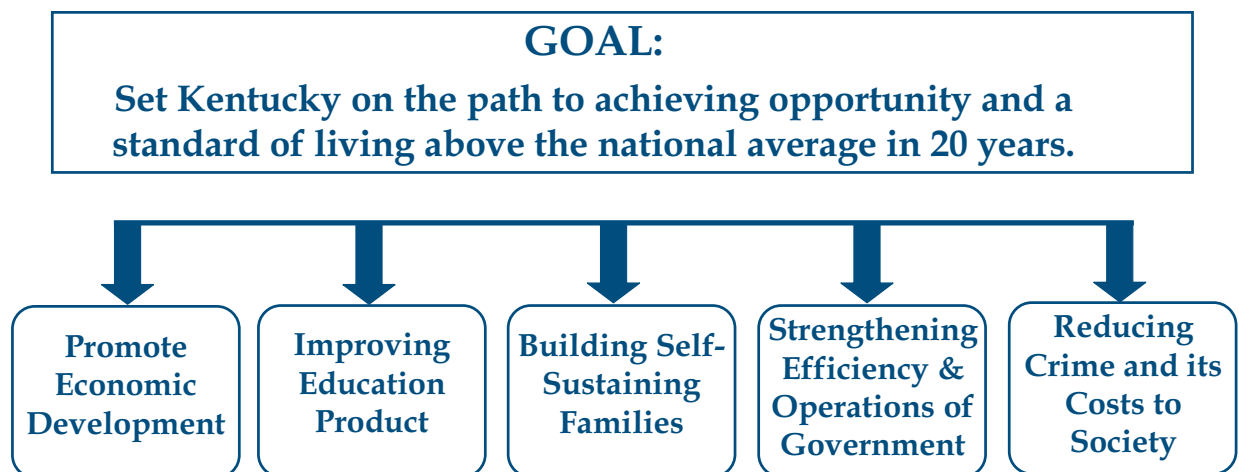 GOAL:
Set Kentucky on the path to achieving opportunity and a
standard of living above the national average in 20 years.
Promote
Economic
Development
Improving
Education
Product
Building Self-
Sustaining
Families
Strengthening
Efficiency &
Operations of
Government
Reducing
Crime and its
Costs to
Society